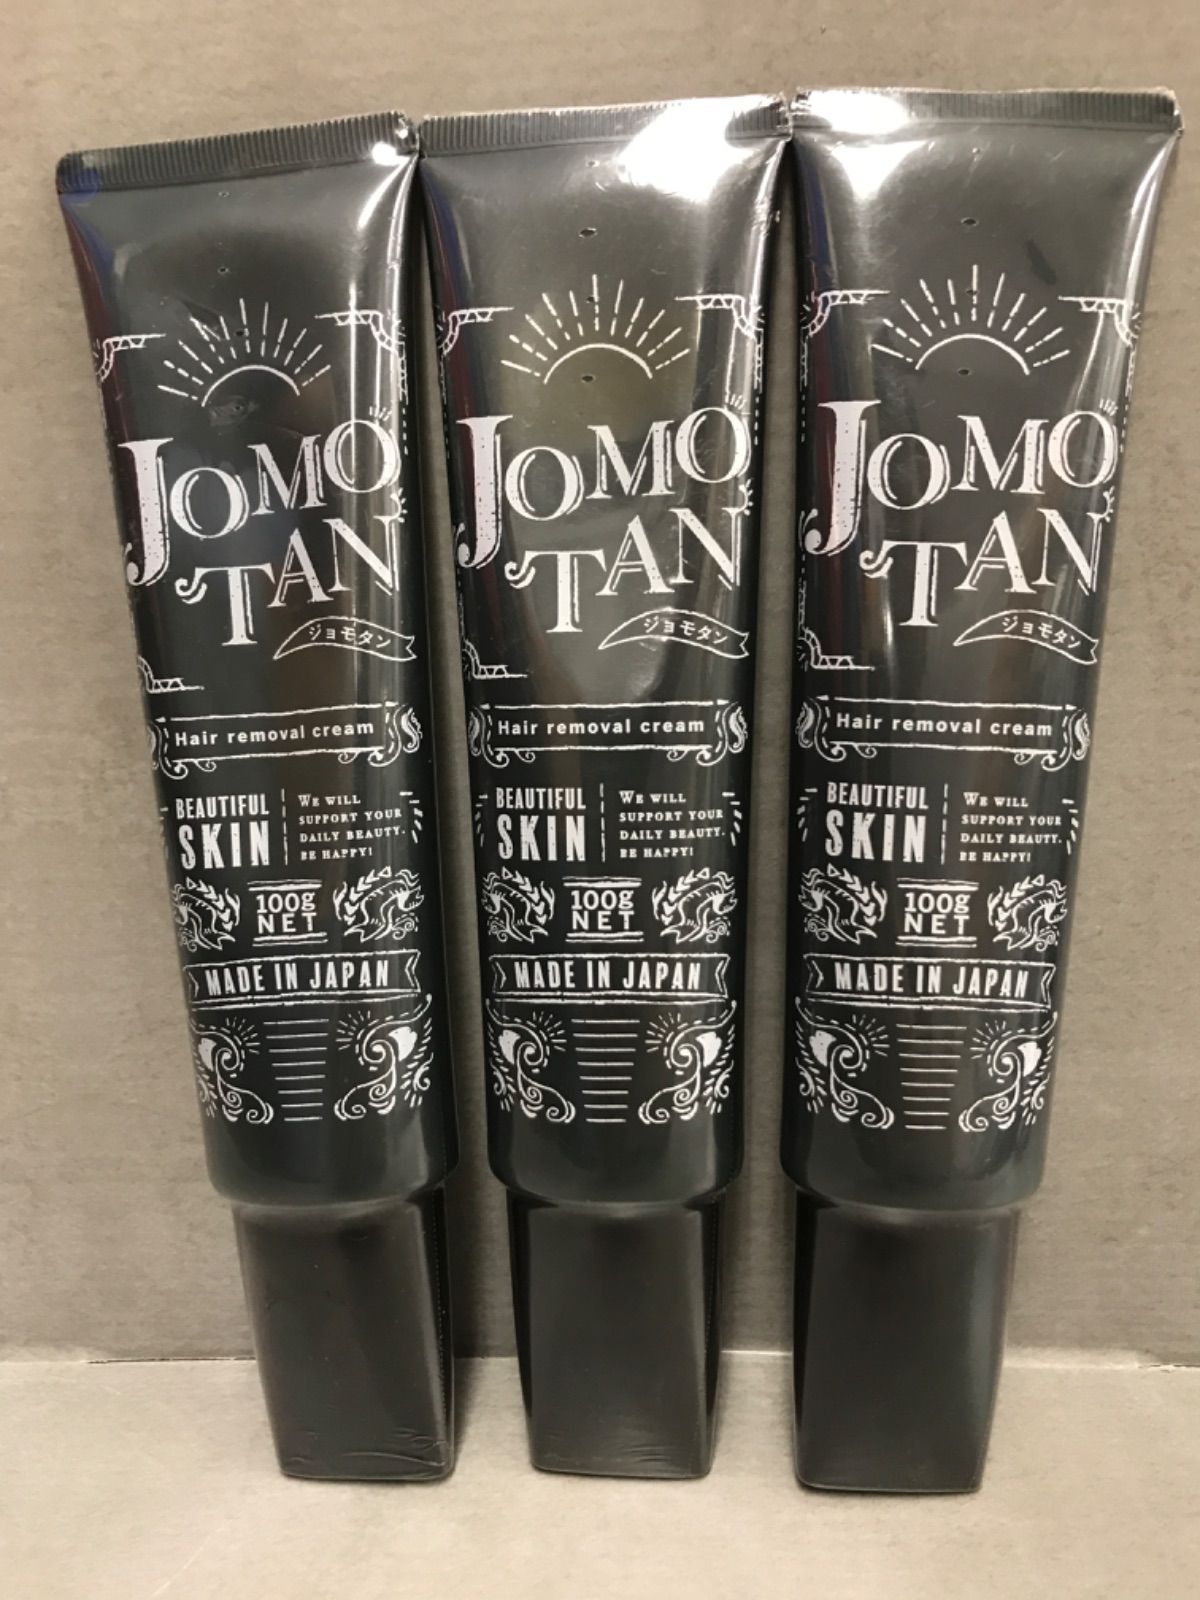 JOMO
TAN
ジョモタン
Hair removal cream
BEAUTIFUL
SKIN
WE WILL
SUPPORT YOUR
DAILY BEAUTY.
BE HAPPY!
100g
NET
MADE IN JAPAN
JOMO
TAN
ジョモタン
Hair removal cream
BEAUTIFUL
SKIN
WE WILL
SUPPORT YOUR
DAILY BEAUTY.
BE HAPPY!
100g
NET
MADE IN JAPAN
JOMO
TAN
ジョモタン
Hair removal cream
BEAUTIFUL
SKIN
WE WILL
SUPPORT YOUR
DAILY BEAUTY.
BE HAPPY!
100g
NET
MADE IN JAPAN